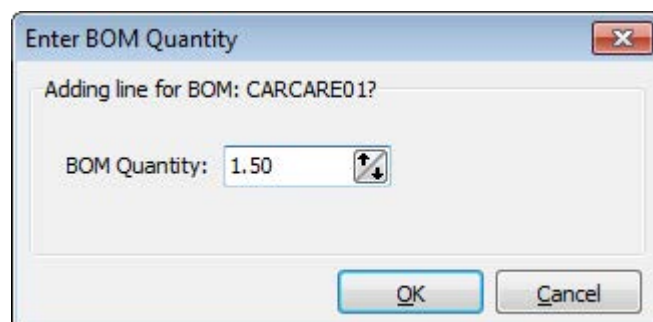 Enter BOM Quantity
Adding line for BOM: CARCARE01?
BOM Quantity: 1.50
OK Cancel